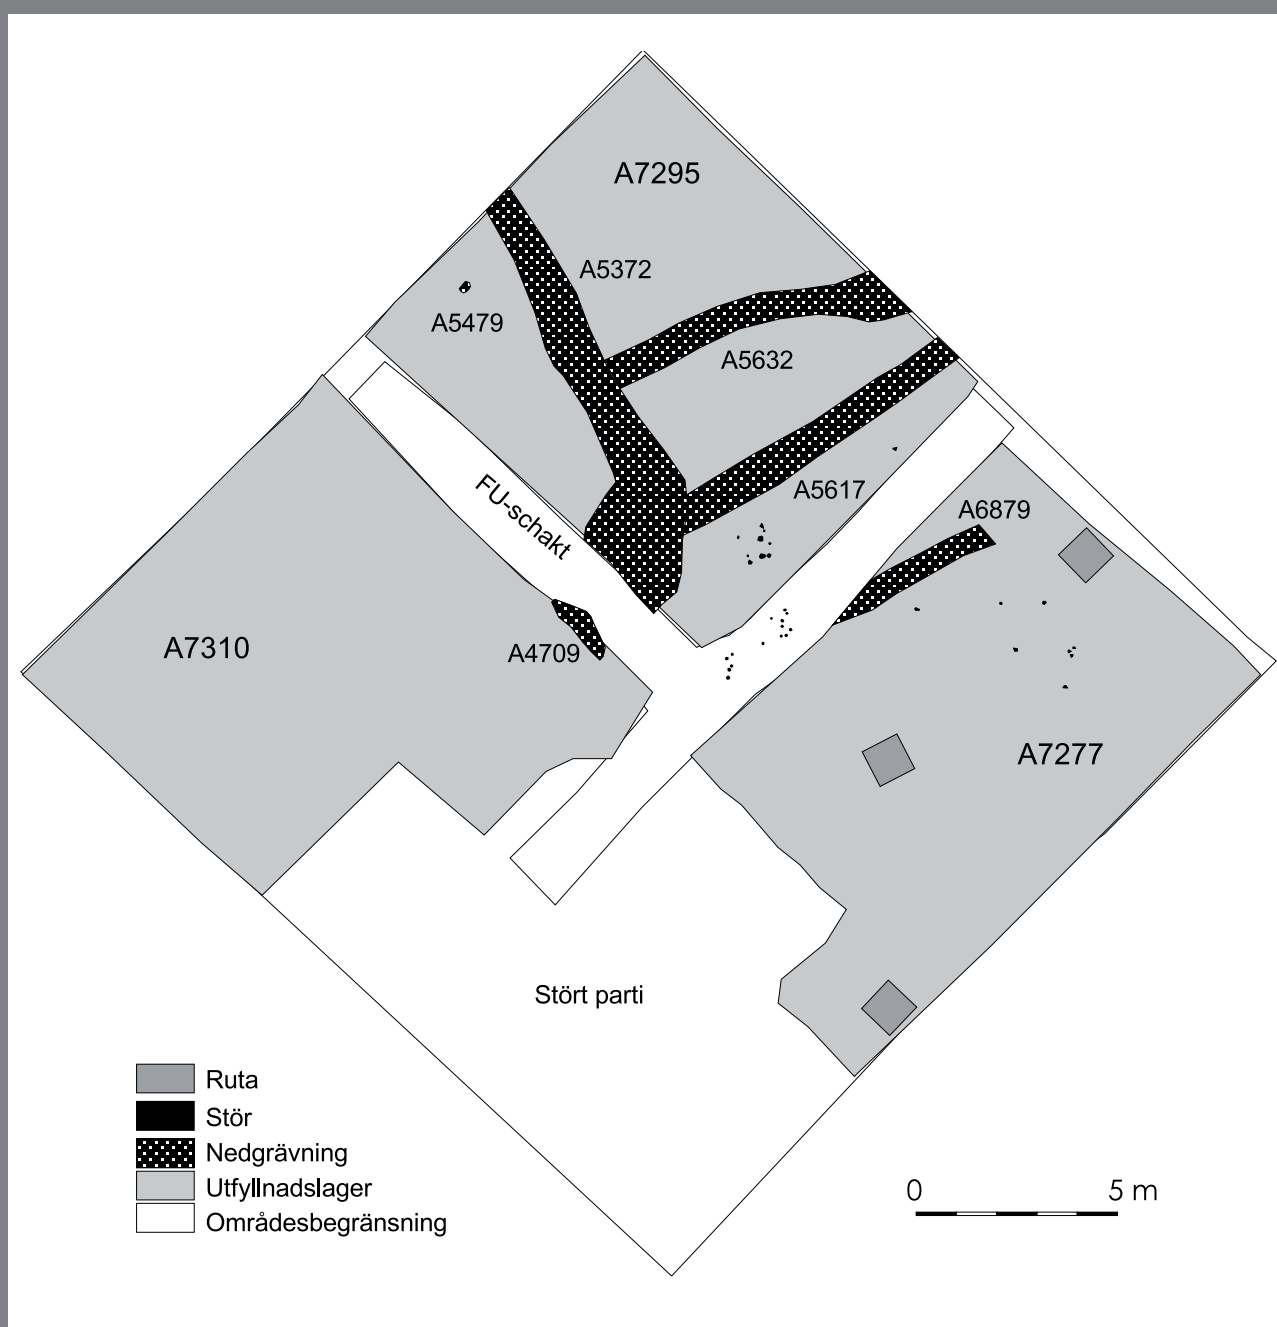 A7295
A5372
A5479
A5632
FU-schakt
A5617
A6879
A7310
A4709
A7277
Stört parti
Ruta
Stör
Nedgrävning
Utfyllnadslager
Områdesbegränsning
0 5 m